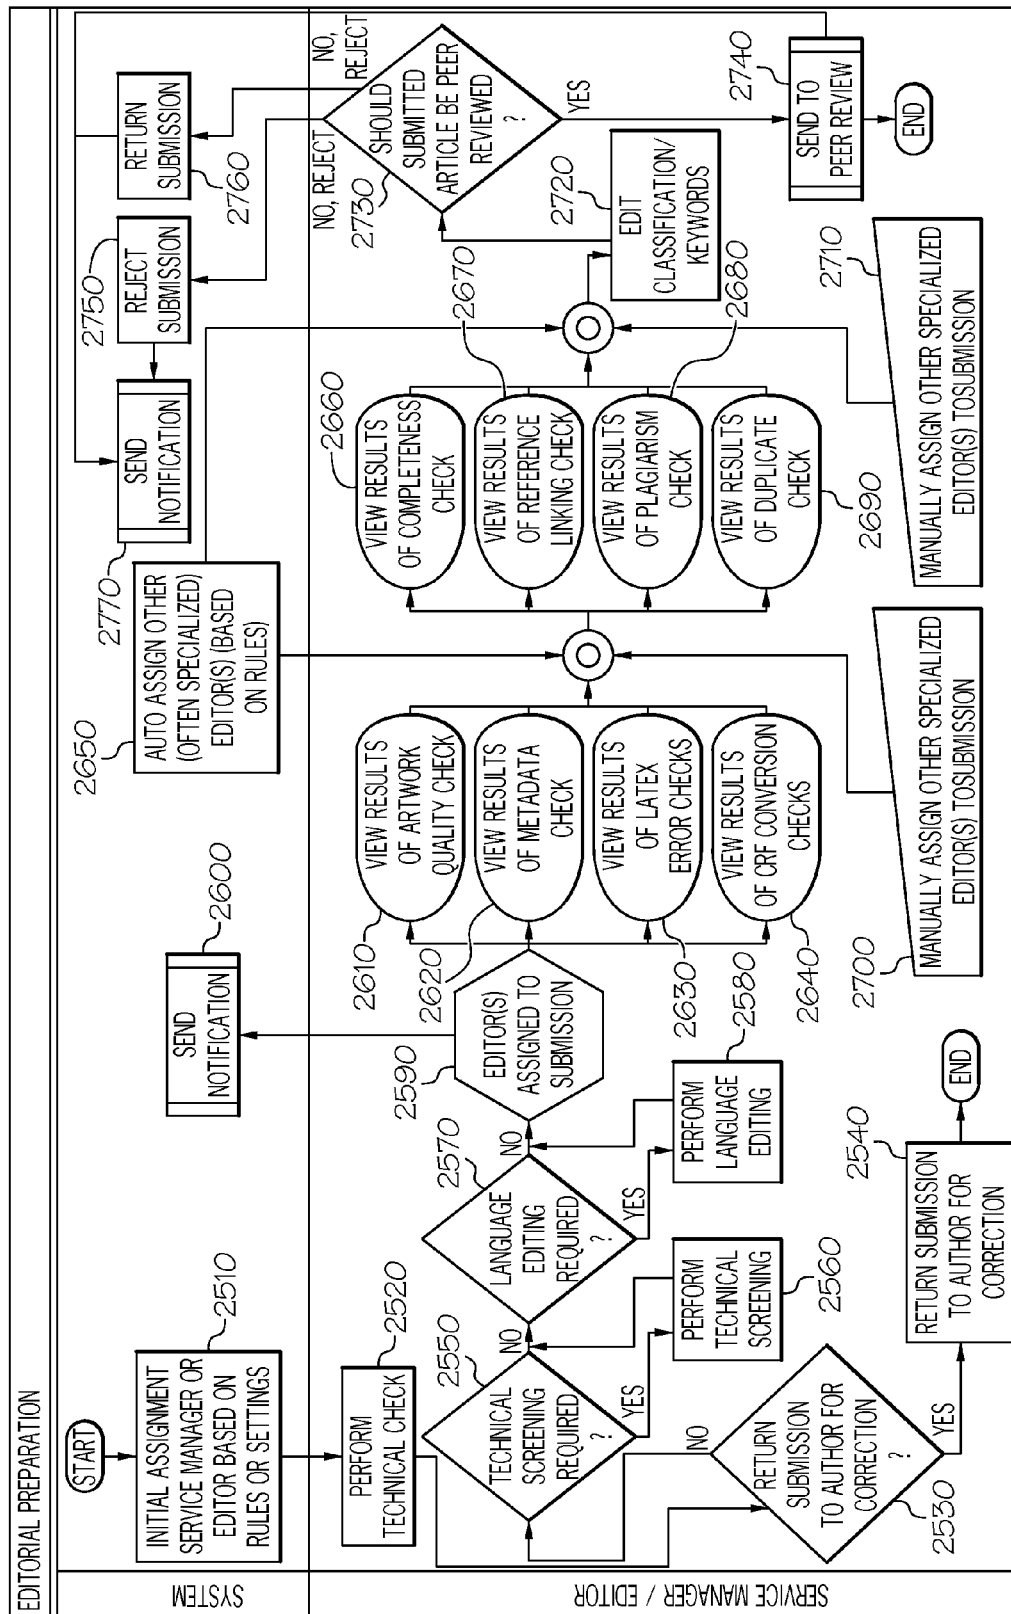 EDITORIAL PREPARATION
SYSTEM
SERVICE MANAGER / EDITOR
START
INITIAL ASSIGNMENT
SERVICE MANAGER OR
EDITOR BASED ON
RULES OR SETTINGS
2510
PERFORM
TECHNICAL CHECK
2520
RETURN
SUBMISSION
TO AUTHOR FOR
CORRECTION
?
2530
NO
YES
RETURN SUBMISSION
TO AUTHOR FOR
CORRECTION
2540
END
TECHNICAL
SCREENING
REQUIRED
?
2550
NO
YES
PERFORM
TECHNICAL
SCREENING
2560
LANGUAGE
EDITING
REQUIRED
?
2570
NO
YES
PERFORM
LANGUAGE
EDITING
2580
EDITOR(S)
ASSIGNED TO
SUBMISSION
2590
SEND
NOTIFICATION
2600
VIEW RESULTS
OF ARTWORK
QUALITY CHECK
2610
VIEW RESULTS
OF METADATA
CHECK
2620
VIEW RESULTS
OF LATEX
ERROR CHECKS
2630
VIEW RESULTS
OF CRF CONVERSION
CHECKS
2640
AUTO ASSIGN OTHER
(OFTEN SPECIALIZED)
EDITOR(S) (BASED
ON RULES)
2650
MANUALLY ASSIGN OTHER SPECIALIZED
EDITOR(S) TOSUBMISSION
2700
VIEW RESULTS
OF COMPLETENESS
CHECK
2660
VIEW RESULTS
OF REFERENCE
LINKING CHECK
2670
VIEW RESULTS
OF PLAGIARISM
CHECK
2680
VIEW RESULTS
OF DUPLICATE
CHECK
2690
MANUALLY ASSIGN OTHER SPECIALIZED
EDITOR(S) TOSUBMISSION
2710
EDIT
CLASSIFICATION/
KEYWORDS
2720
SHOULD
SUBMITTED
ARTICLE BE PEER
REVIEWED
?
2730
NO, REJECT
NO,
REJECT
YES
SEND TO
PEER REVIEW
2740
END
REJECT
SUBMISSION
2750
RETURN
SUBMISSION
2760
SEND
NOTIFICATION
2770